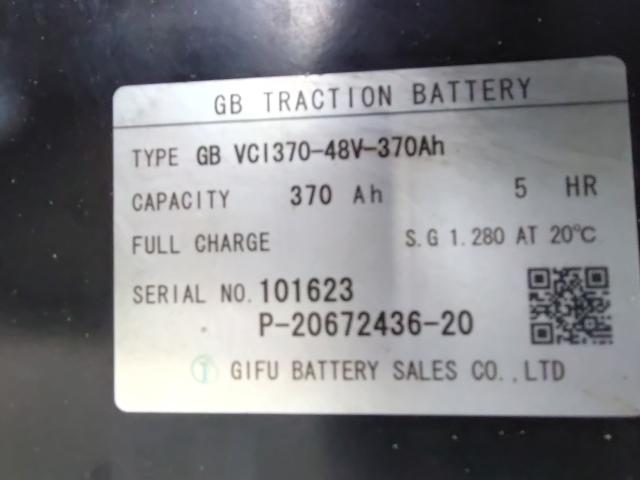 GB TRACTION BATTERY
TYPE GB VCI370-48V-370Ah
CAPACITY 370 Ah 5 HR
FULL CHARGE S.G 1.280 AT 20℃
SERIAL NO. 101623
P-20672436-20
GIFU BATTERY SALES CO.,LTD